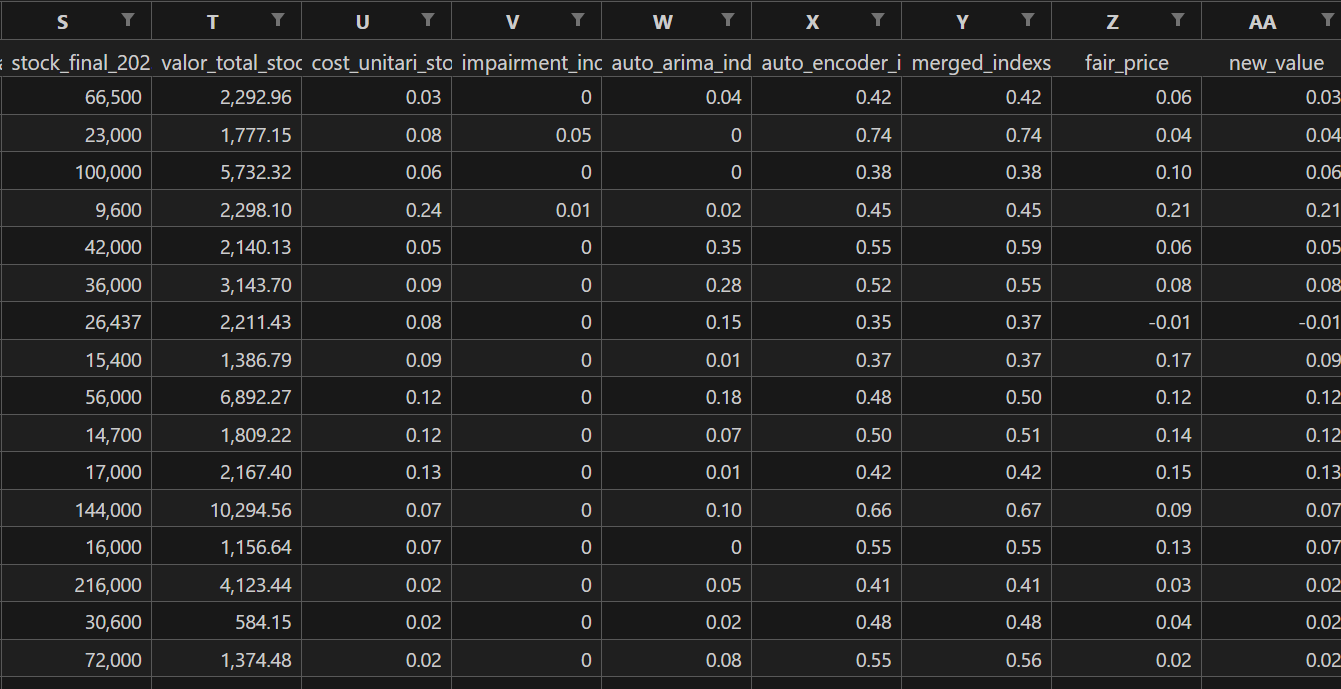 S T U V W X Y Z AA
stock_final_202 valor_total_stoc cost_unitari_sto impairment_inc auto_arima_ind auto_encoder_i merged_indexs fair_price new_value
66,500 2,292.96 0.03 0 0.04 0.42 0.42 0.06 0.03
23,000 1,777.15 0.08 0.05 0 0.74 0.74 0.04 0.04
100,000 5,732.32 0.06 0 0 0.38 0.38 0.10 0.06
9,600 2,298.10 0.24 0.01 0.02 0.45 0.45 0.21 0.21
42,000 2,140.13 0.05 0 0.35 0.55 0.59 0.06 0.05
36,000 3,143.70 0.09 0 0.28 0.52 0.55 0.08 0.08
26,437 2,211.43 0.08 0 0.15 0.35 0.37 -0.01 -0.01
15,400 1,386.79 0.09 0 0.01 0.37 0.37 0.17 0.09
56,000 6,892.27 0.12 0 0.18 0.48 0.50 0.12 0.12
14,700 1,809.22 0.12 0 0.07 0.50 0.51 0.14 0.12
17,000 2,167.40 0.13 0 0.01 0.42 0.42 0.15 0.13
144,000 10,294.56 0.07 0 0.10 0.66 0.67 0.09 0.07
16,000 1,156.64 0.07 0 0 0.55 0.55 0.13 0.07
216,000 4,123.44 0.02 0 0.05 0.41 0.41 0.03 0.02
30,600 584.15 0.02 0 0.02 0.48 0.48 0.04 0.02
72,000 1,374.48 0.02 0 0.08 0.55 0.56 0.02 0.02